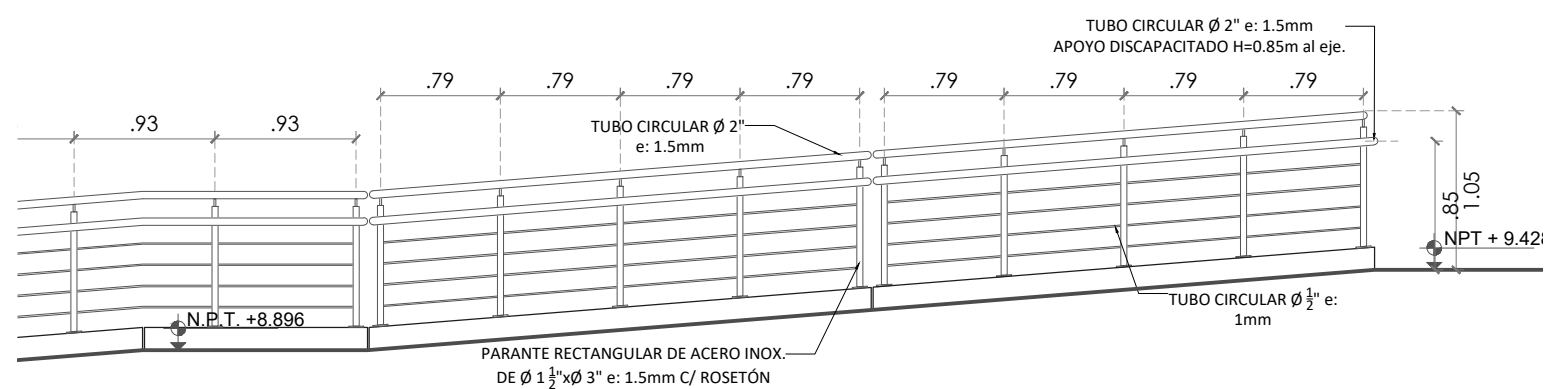 TUBO CIRCULAR Ø 2" e: 1.5mm
APOYO DISCAPACITADO H=0.85m al eje.
.79 .79 .79 .79 .79 .79 .79 .79
.93 .93
TUBO CIRCULAR Ø 2"
e: 1.5mm
.85
1.05
NPT + 9.428
N.P.T. +8.896
TUBO CIRCULAR Ø ½" e:
1mm
PARANTE RECTANGULAR DE ACERO INOX.
DE Ø 1 ½"xØ 3" e: 1.5mm C/ ROSETÓN